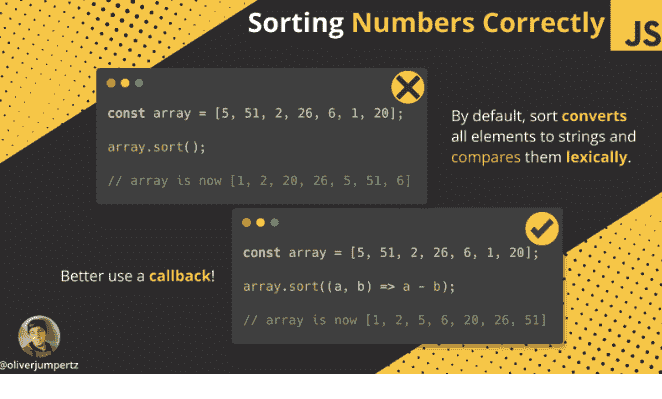 Sorting Numbers Correctly
JS
const array = [5, 51, 2, 26, 6, 1, 20];
array.sort();
// array is now [1, 2, 20, 26, 5, 51, 6]
By default, sort converts
all elements to strings and
compares them lexically.
Better use a callback!
const array = [5, 51, 2, 26, 6, 1, 20];
array.sort((a, b) => a - b);
// array is now [1, 2, 5, 6, 20, 26, 51]
@oliverjumpertz